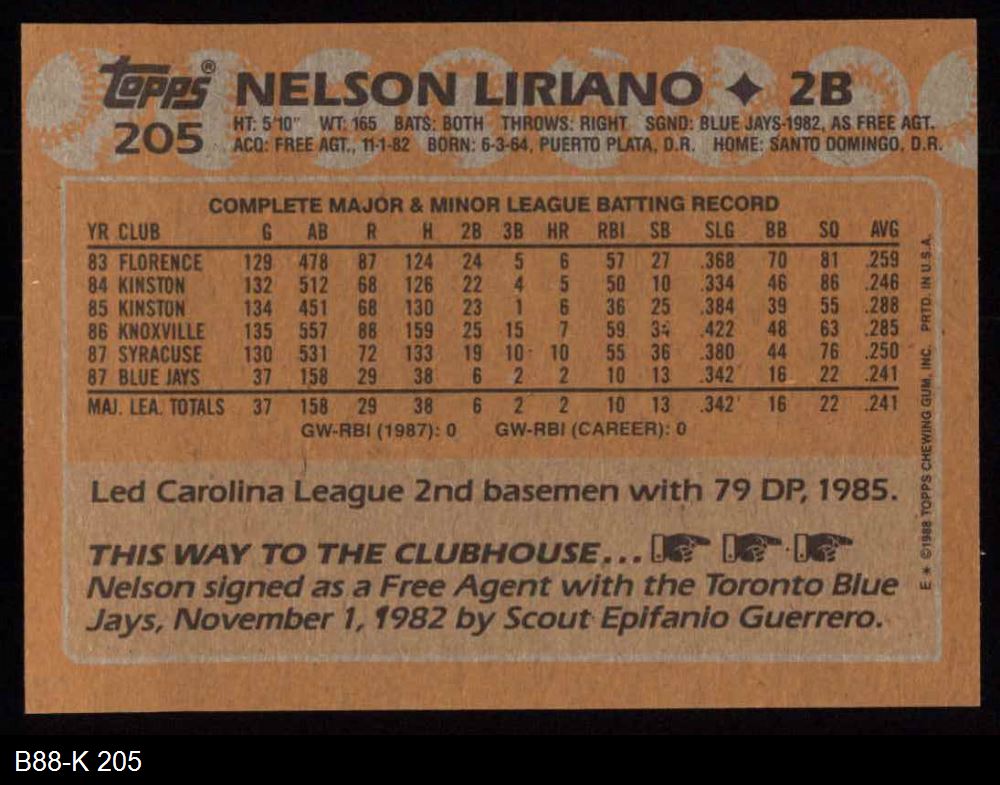 Topps® NELSON LIRIANO ✦ 2B
205
HT: 5'10" WT: 165 BATS: BOTH THROWS: RIGHT SGND: BLUE JAYS-1982, AS FREE AGT.
ACQ: FREE AGT., 11-1-82 BORN: 6-3-64, PUERTO PLATA, D.R. HOME: SANTO DOMINGO, D.R.
COMPLETE MAJOR & MINOR LEAGUE BATTING RECORD
YR CLUB G AB R H 2B 3B HR RBI SB SLG BB SO AVG
83 FLORENCE 129 478 87 124 24 5 6 57 27 .368 70 81 .259
84 KINSTON 132 512 68 126 22 4 5 50 10 .334 46 86 .246
85 KINSTON 134 451 68 130 23 1 6 36 25 .384 39 55 .288
86 KNOXVILLE 135 557 88 159 25 15 7 59 34 .422 48 63 .285
87 SYRACUSE 130 531 72 133 19 10 10 55 36 .380 44 76 .250
87 BLUE JAYS 37 158 29 38 6 2 2 10 13 .342 16 22 .241
MAJ. LEA. TOTALS 37 158 29 38 6 2 2 10 13 .342 16 22 .241
GW-RBI (1987): 0 GW-RBI (CAREER): 0
Led Carolina League 2nd basemen with 79 DP, 1985.
THIS WAY TO THE CLUBHOUSE...
Nelson signed as a Free Agent with the Toronto Blue
Jays, November 1, 1982 by Scout Epifanio Guerrero.
E * ©1988 TOPPS CHEWING GUM, INC. PRTD. IN U.S.A.
B88-K 205